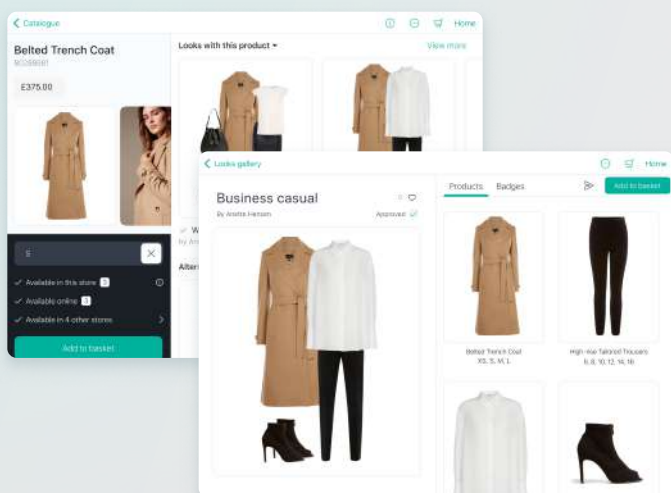 Catalogue
Home
Belted Trench Coat
£375.00
Looks with this product
View more
S
Available in this store 3
Available online 3
Available in 4 other stores
Add to basket
Looks gallery
Home
Business casual
By Anette Hansen
Approved
Products
Badges
Add to basket
Belted Trench Coat
XS, S, M, L
High-rise Tailored Trousers
6, 8, 10, 12, 14, 16